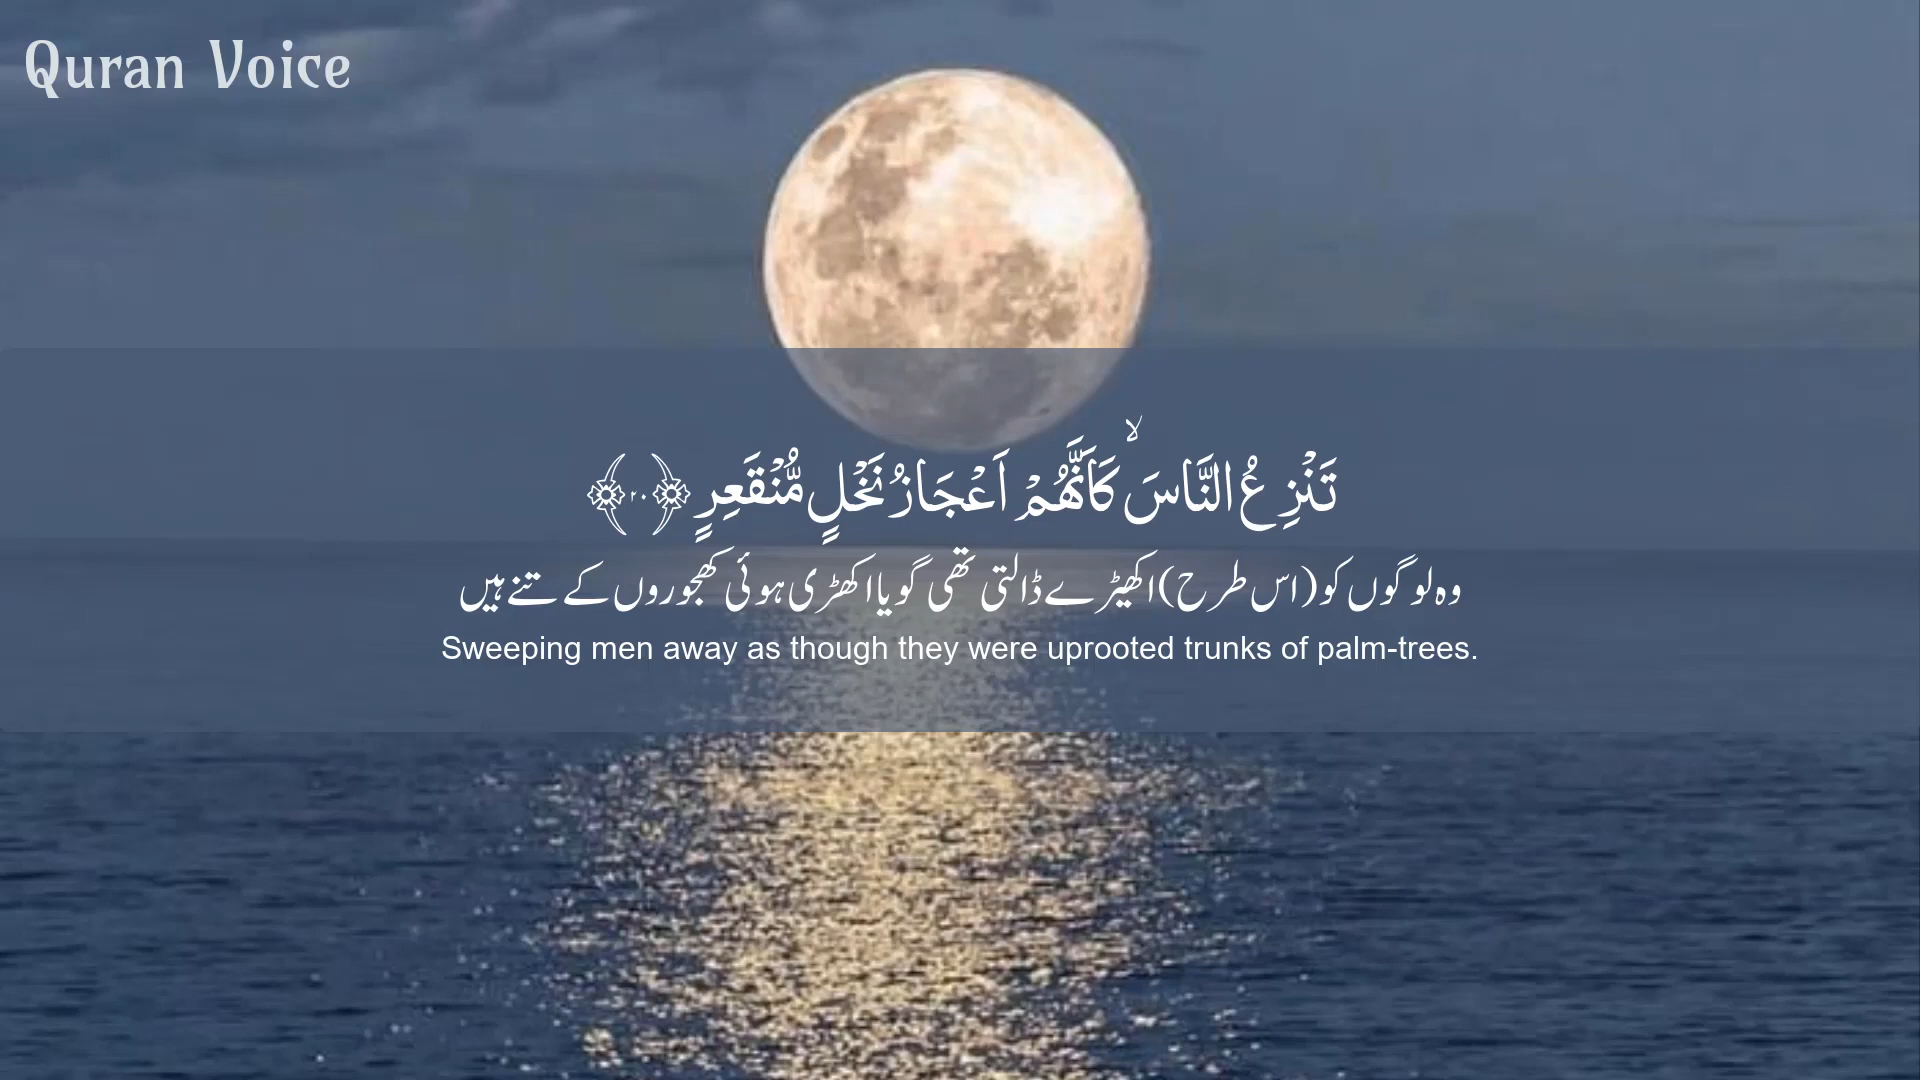 Quran Voice
تَنْزِعُ النَّاسَ ۙ كَاَنَّهُمْ اَعْجَازُ نَخْلٍ مُّنْقَعِرٍ ﴿۲۰﴾
وہ لوگوں کو (اس طرح) اکھیڑے ڈالتی تھی گویا اکھڑی ہوئی کھجوروں کے تنے ہیں
Sweeping men away as though they were uprooted trunks of palm-trees.